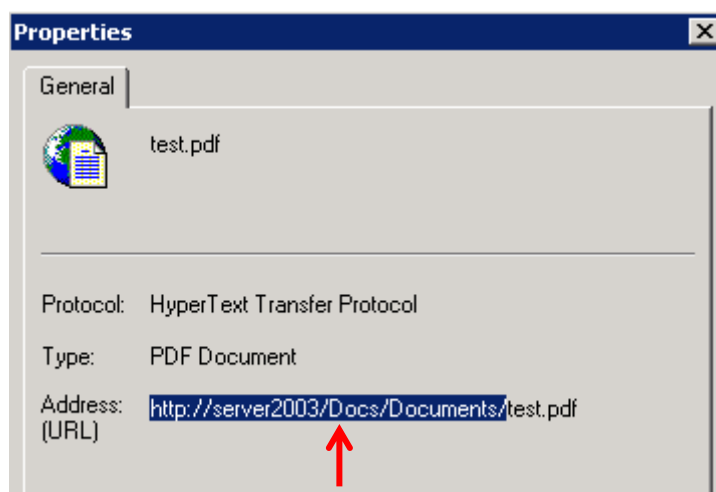 Properties
General
test.pdf
Protocol: HyperText Transfer Protocol
Type: PDF Document
Address: http://server2003/Docs/Documents/test.pdf
(URL)